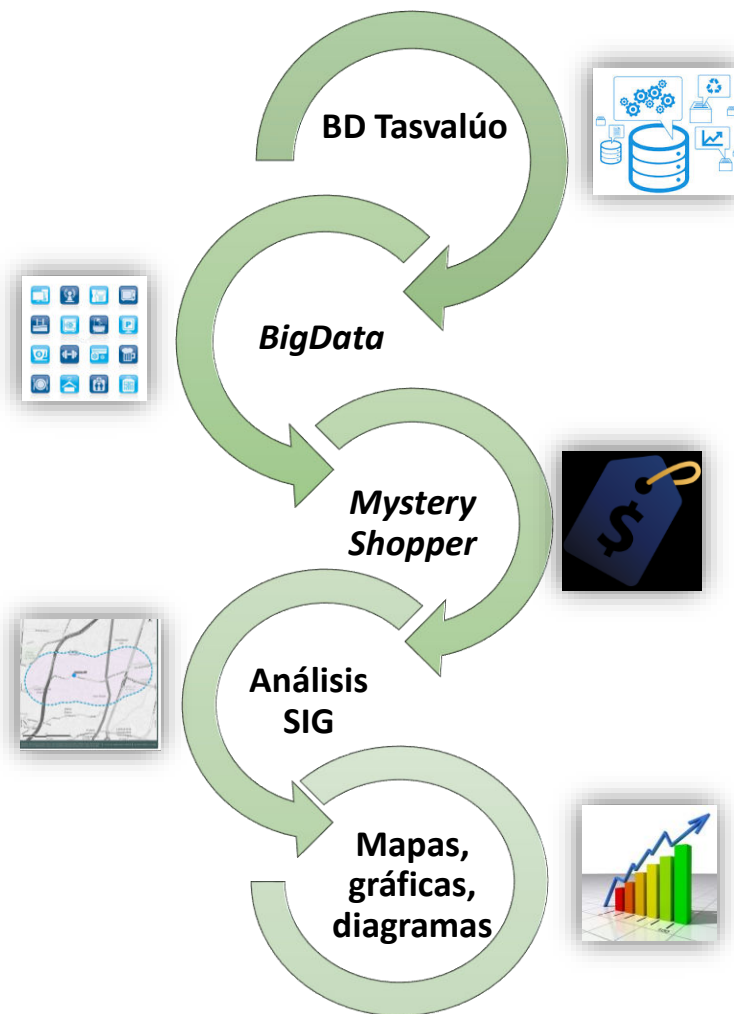 BD Tasvalúo
BigData
Mystery
Shopper
$
Análisis
SIG
Mapas,
gráficas,
diagramas